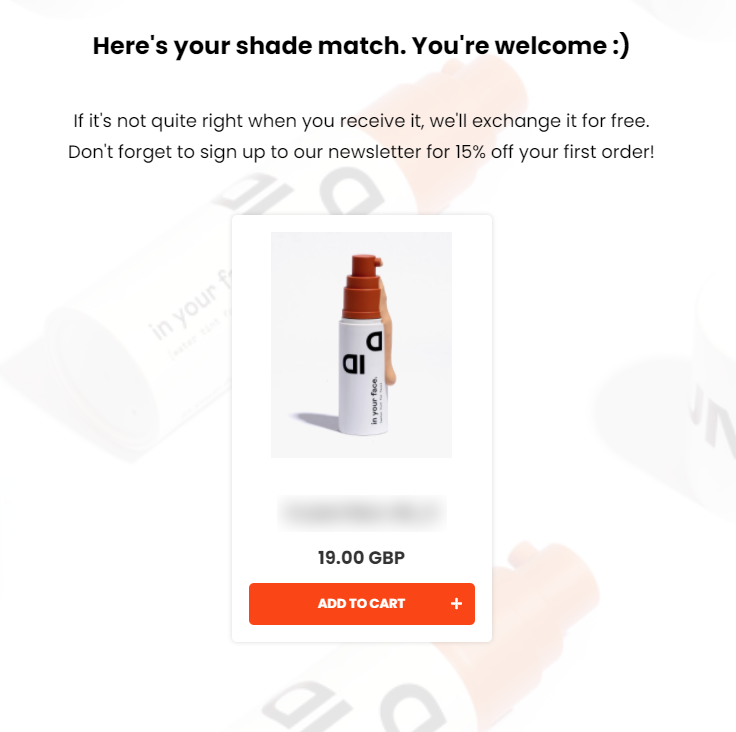 Here's your shade match. You're welcome :)
If it's not quite right when you receive it, we'll exchange it for free.
Don't forget to sign up to our newsletter for 15% off your first order!
in your face.
19.00 GBP
ADD TO CART +